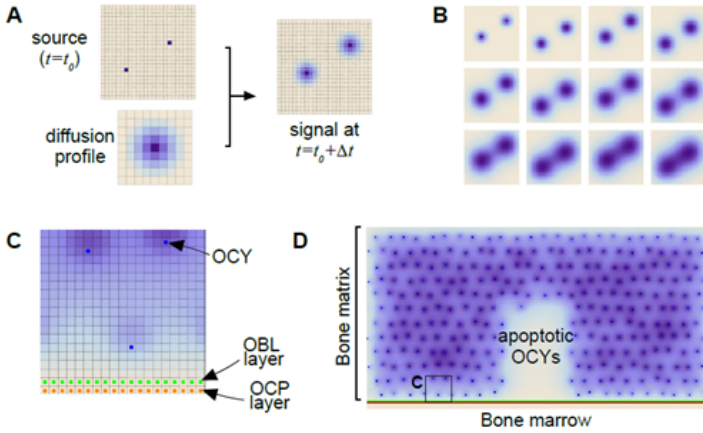 A
source
(t=t₀)
diffusion
profile
signal at
t=t₀+Δt
B
C
OCY
OBL
layer
OCP
layer
D
Bone matrix
apoptotic
OCYs
C
Bone marrow